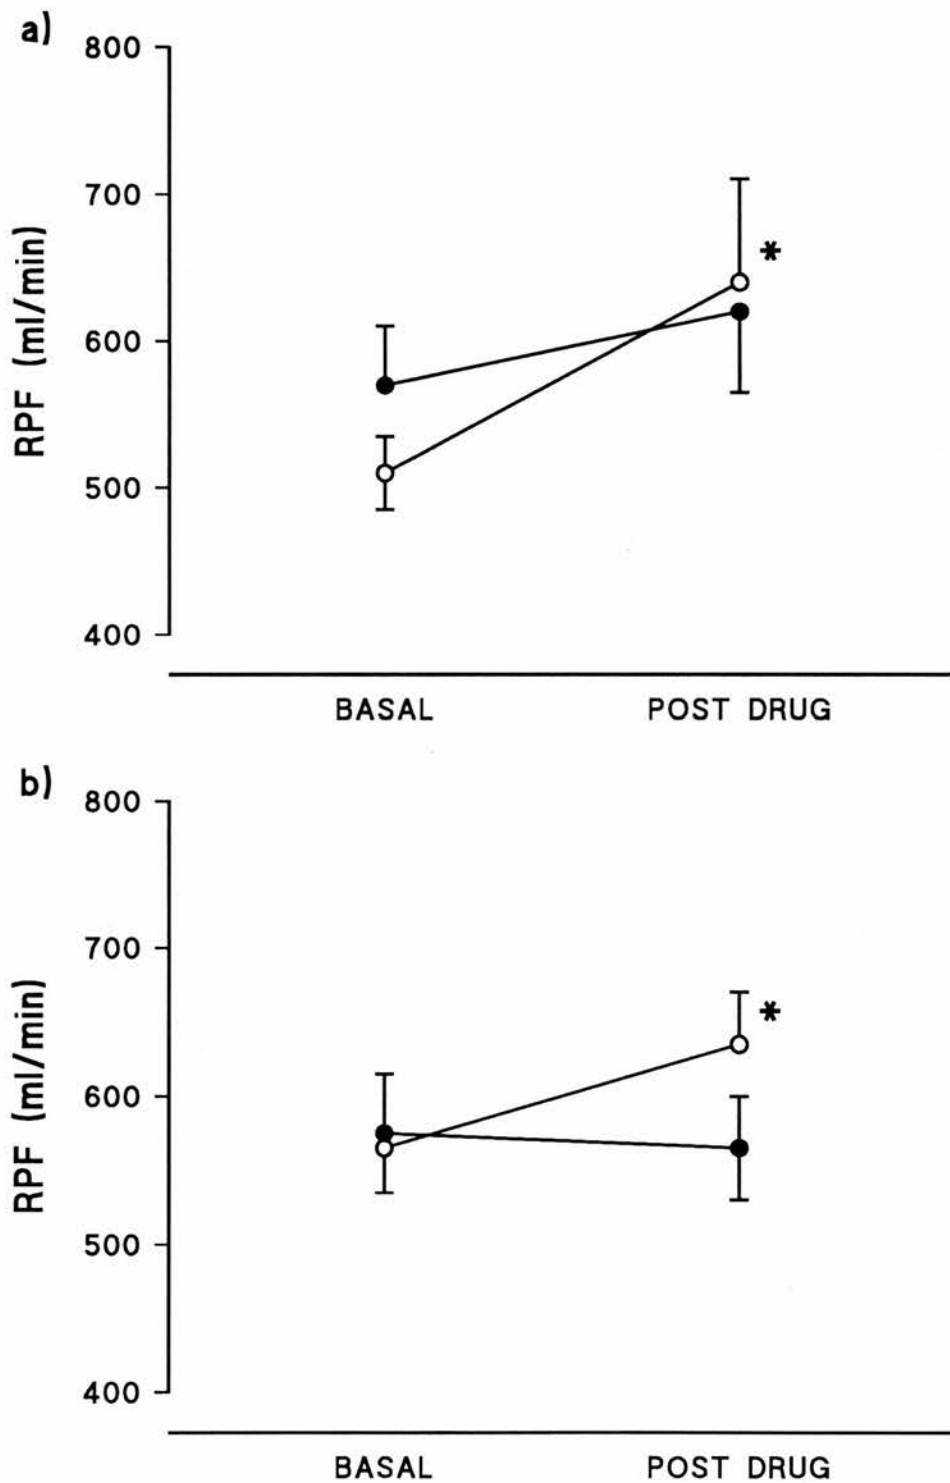 a)
800
700
600
500
400
RPF (ml/min)
*
BASAL POST DRUG
b)
800
700
600
500
400
RPF (ml/min)
*
BASAL POST DRUG